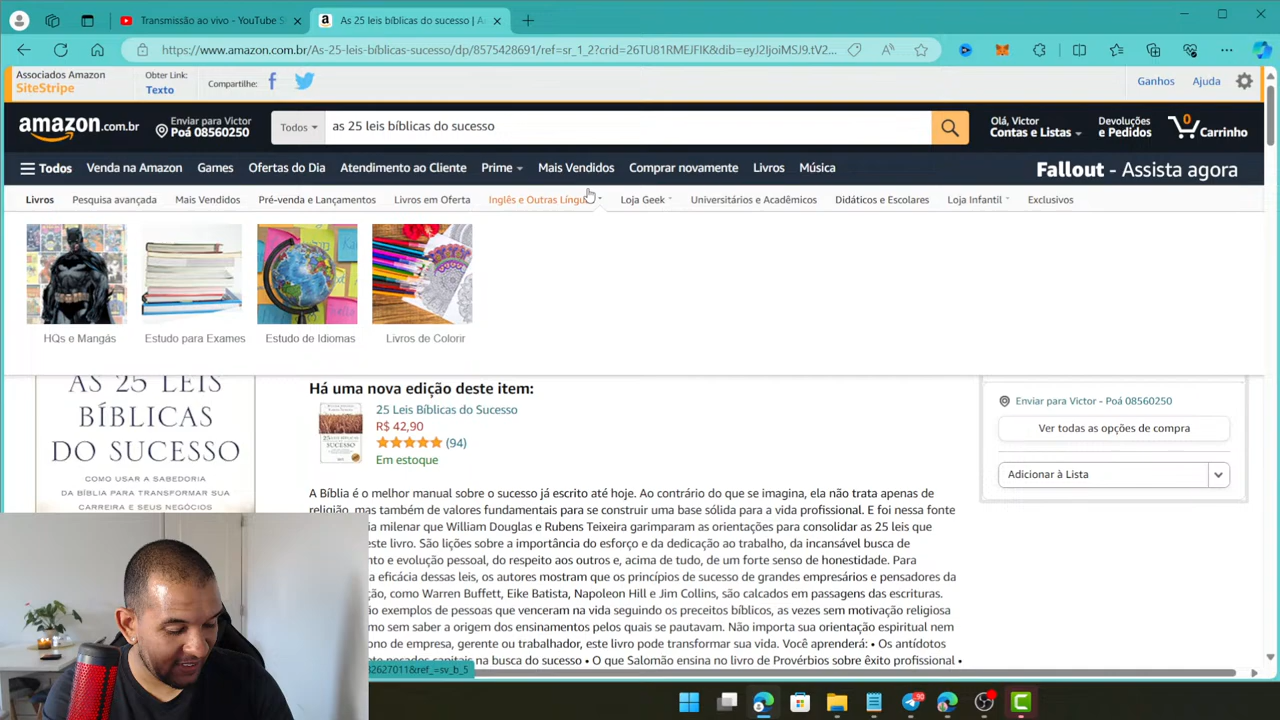 Transmissão ao vivo - YouTube S
As 25 leis bíblicas do sucesso | A
https://www.amazon.com.br/As-25-leis-bíblicas-sucesso/dp/8575428691/ref=sr_1_2?crid=26TU81RMEJFIK&dib=eyJ2IjoiMSJ9.tV2...
Associados Amazon
SiteStripe
Obter Link:
Texto
Compartilhe:
Ganhos
Ajuda
amazon.com.br
Enviar para Victor
Poá 08560250
Todos
as 25 leis bíblicas do sucesso
Olá, Victor
Contas e Listas
Devoluções
e Pedidos
0
Carrinho
Todos
Venda na Amazon
Games
Ofertas do Dia
Atendimento ao Cliente
Prime
Mais Vendidos
Comprar novamente
Livros
Música
Fallout - Assista agora
Livros
Pesquisa avançada
Mais Vendidos
Pré-venda e Lançamentos
Livros em Oferta
Inglês e Outras Língu
Loja Geek
Universitários e Acadêmicos
Didáticos e Escolares
Loja Infantil
Exclusivos
HQs e Mangás
Estudo para Exames
Estudo de Idiomas
Livros de Colorir
AS 25 LEIS
BÍBLICAS
DO SUCESSO
COMO USAR A SABEDORIA
DA BÍBLIA PARA TRANSFORMAR SUA
CARREIRA E SEUS NEGÓCIOS
Há uma nova edição deste item:
25 Leis Bíblicas do Sucesso
R$ 42,90
(94)
Em estoque
Enviar para Victor - Poá 08560250
Ver todas as opções de compra
Adicionar à Lista
A Bíblia é o melhor manual sobre o sucesso já escrito até hoje. Ao contrário do que se imagina, ela não trata apenas de
religião, mas também de valores fundamentais para se construir uma base sólida para a vida profissional. E foi nessa fonte
ia milenar que William Douglas e Rubens Teixeira garimparam as orientações para consolidar as 25 leis que
este livro. São lições sobre a importância do esforço e da dedicação ao trabalho, da incansável busca de
nto e evolução pessoal, do respeito aos outros e, acima de tudo, de um forte senso de honestidade. Para
a eficácia dessas leis, os autores mostram que os princípios de sucesso de grandes empresários e pensadores da
ção, como Warren Buffett, Eike Batista, Napoleon Hill e Jim Collins, são calcados em passagens das escrituras.
ão exemplos de pessoas que venceram na vida seguindo os preceitos bíblicos, as vezes sem motivação religiosa
como sem saber a origem dos ensinamentos pelos quais se pautavam. Não importa sua orientação espiritual nem
ono de empresa, gerente ou trabalhador, este livro pode transformar sua vida. Você aprenderá: • Os antídotos
pecados capitais na busca do sucesso • O que Salomão ensina no livro de Provérbios sobre êxito profissional •
32627011&ref_=sv_b_5